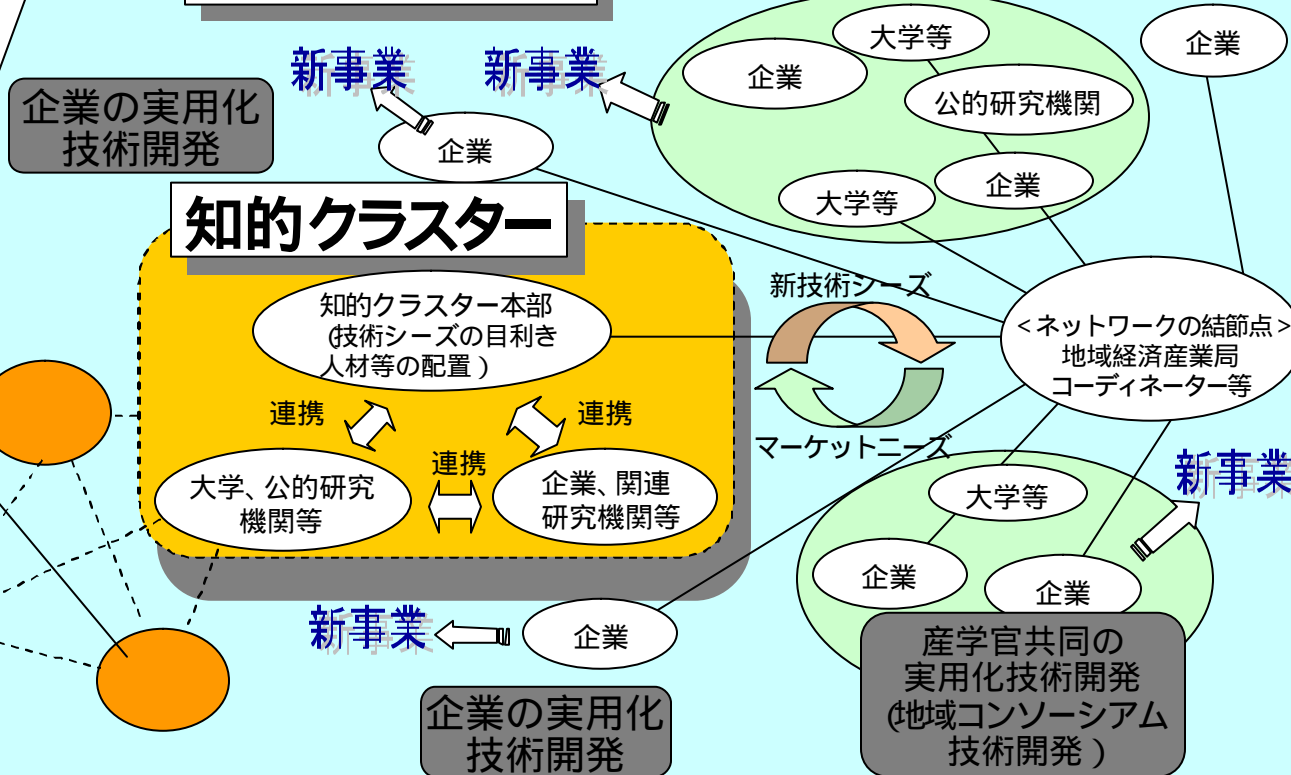 新事業
新事業
大学等
企業
企業
公的研究機関
企業の実用化
技術開発
企業
企業
大学等
知的クラスター
新技術シーズ
知的クラスター本部
(技術シーズの目利き
人材等の配置)
<ネットワークの結節点>
地域経済産業局
コーディネーター等
連携
連携
連携
マーケットニーズ
大学、公的研究
機関等
企業、関連
研究機関等
大学等
新事業
企業
企業
新事業
企業
産学官共同の
実用化技術開発
(地域コンソーシアム
技術開発)
企業の実用化
技術開発